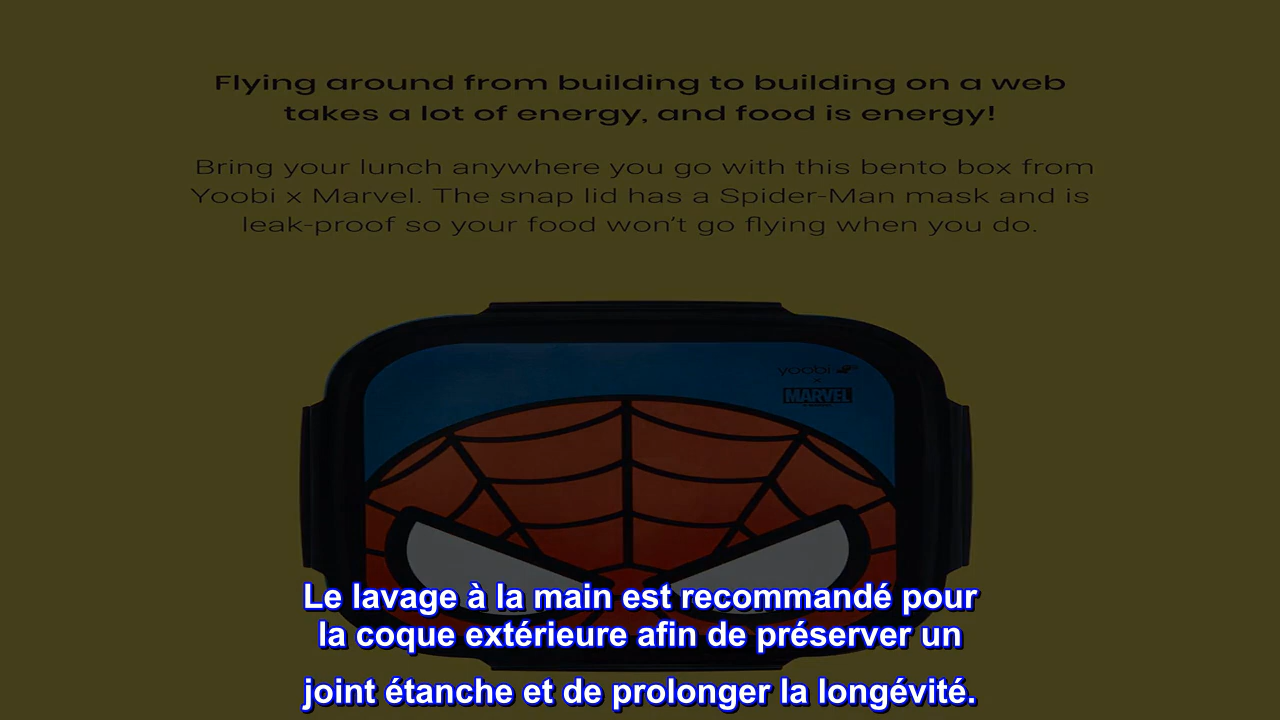 Flying around from building to building on a web
takes a lot of energy, and food is energy!
Bring your lunch anywhere you go with this bento box from
Yoobi x Marvel. The snap lid has a Spider-Man mask and is
leak-proof so your food won't go flying when you do.
yoobi
x
MARVEL
Le lavage à la main est recommandé pour
la coque extérieure afin de préserver un
joint étanche et de prolonger la longévité.